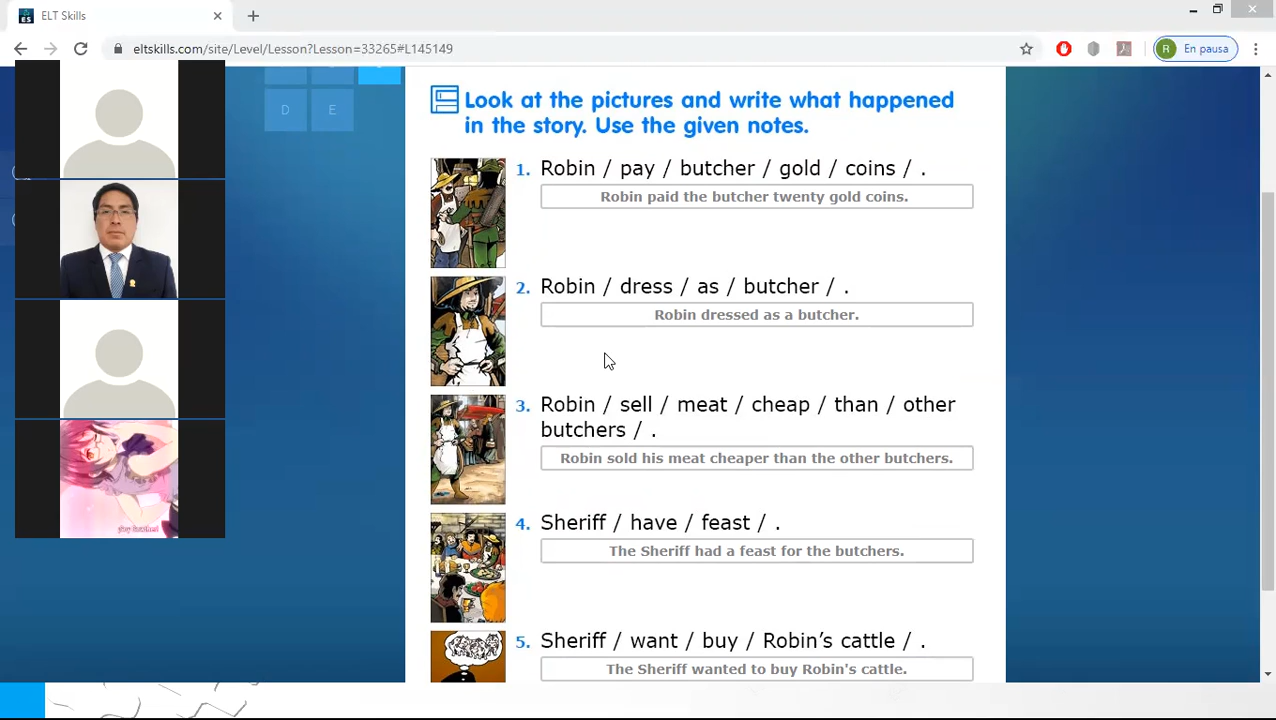 ELT Skills
eltskills.com/site/Level/Lesson?Lesson=33265#L145149
R
En pausa
D
E
Look at the pictures and write what happened
in the story. Use the given notes.
1. Robin / pay / butcher / gold / coins / .
Robin paid the butcher twenty gold coins.
2. Robin / dress / as / butcher / .
Robin dressed as a butcher.
3. Robin / sell / meat / cheap / than / other
butchers / .
Robin sold his meat cheaper than the other butchers.
4. Sheriff / have / feast / .
The Sheriff had a feast for the butchers.
5. Sheriff / want / buy / Robin’s cattle / .
The Sheriff wanted to buy Robin's cattle.